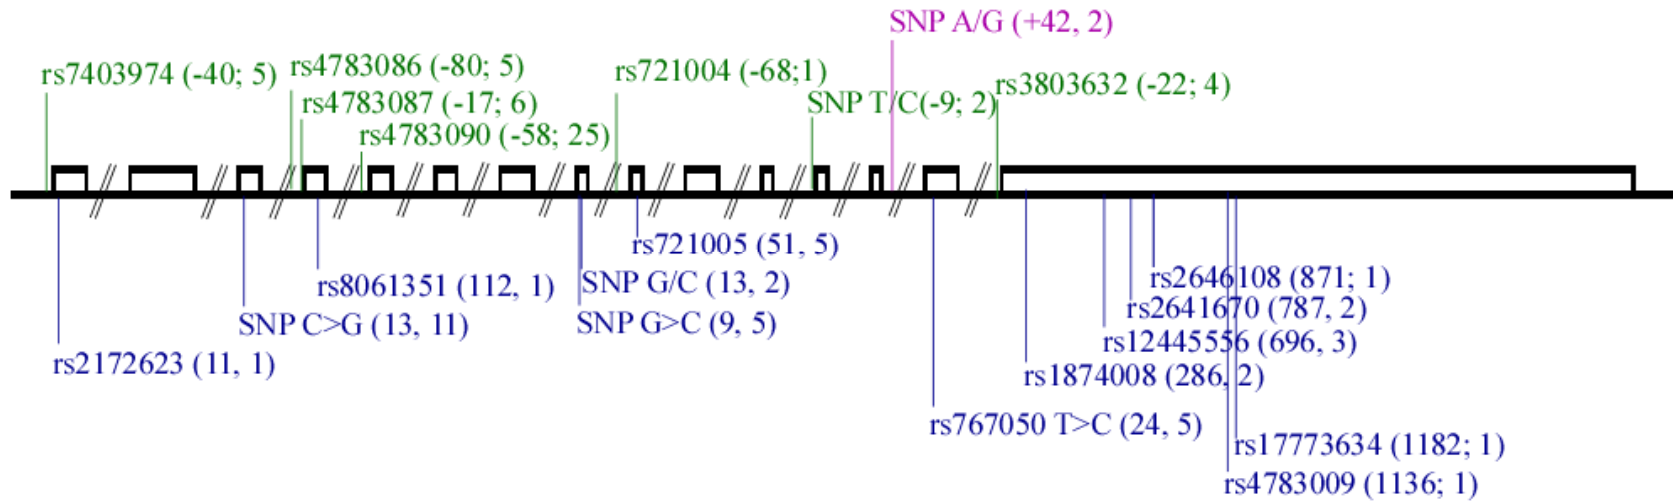 SNP A/G (+42, 2)
rs7403974 (-40; 5)
rs4783086 (-80; 5)
rs721004 (-68;1)
rs3803632 (-22; 4)
rs4783087 (-17; 6)
SNP T/C(-9; 2)
rs4783090 (-58; 25)
rs721005 (51, 5)
rs8061351 (112, 1)
SNP G/C (13, 2)
rs2646108 (871; 1)
rs2641670 (787, 2)
SNP C>G (13, 11)
SNP G>C (9, 5)
rs12445556 (696, 3)
rs2172623 (11, 1)
rs1874008 (286, 2)
rs767050 T>C (24, 5)
rs17773634 (1182; 1)
rs4783009 (1136; 1)